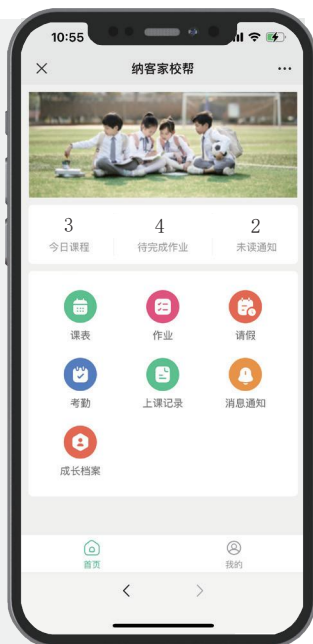 10:55
纳客家校帮
3 4 2
今日课程 待完成作业 未读通知
课表 作业 请假
考勤 上课记录 消息通知
成长档案
首页 我的